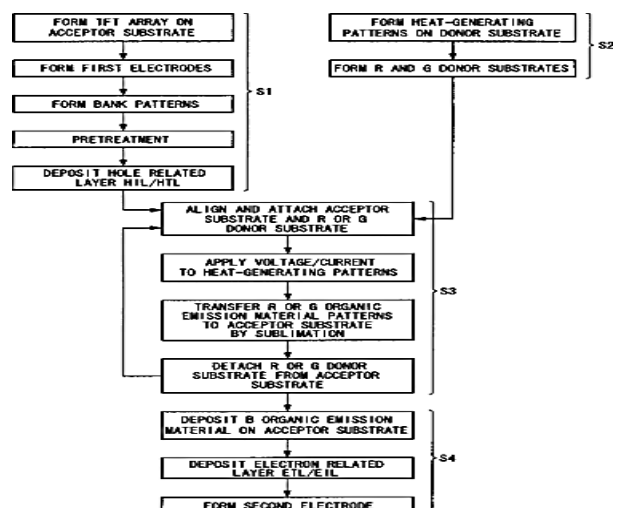 FORM TFT ARRAY ON
ACCEPTOR SUBSTRATE
FORM FIRST ELECTRODES
FORM BANK PATTERNS
PRETREATMENT
DEPOSIT HOLE RELATED
LAYER HIL/HTL
S1
FORM HEAT-GENERATING
PATTERNS ON DONOR SUBSTRATE
FORM R AND G DONOR SUBSTRATES
S2
ALIGN AND ATTACH ACCEPTOR
SUBSTRATE AND R OR G
DONOR SUBSTRATE
APPLY VOLTAGE/CURRENT
TO HEAT-GENERATING PATTERNS
TRANSFER R OR G ORGANIC
EMISSION MATERIAL PATTERNS
TO ACCEPTOR SUBSTRATE
BY SUBLIMATION
DETACH R OR G DONOR
SUBSTRATE FROM ACCEPTOR
SUBSTRATE
S3
DEPOSIT B ORGANIC EMISSION
MATERIAL ON ACCEPTOR SUBSTRATE
DEPOSIT ELECTRON RELATED
LAYER ETL/EIL
FORM SECOND ELECTRODE
S4